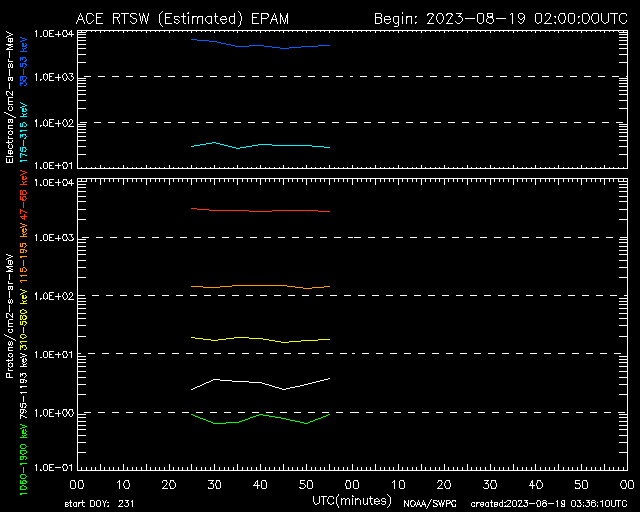 ACE RTSW (Estimated) EPAM
Begin: 2023-08-19 02:00:00UTC
Electrons/cm2-s-sr-MeV
38-53 keV
175-315 keV
1.0E+04
1.0E+03
1.0E+02
1.0E+01
Protons/cm2-s-sr-MeV
47-68 keV
115-195 keV
310-580 keV
795-1193 keV
1060-1900 keV
1.0E+04
1.0E+03
1.0E+02
1.0E+01
1.0E+00
1.0E-01
00 10 20 30 40 50 00 10 20 30 40 50 00
UTC(minutes)
start DOY: 231
NOAA/SWPC
created:2023-08-19 03:36:10UTC